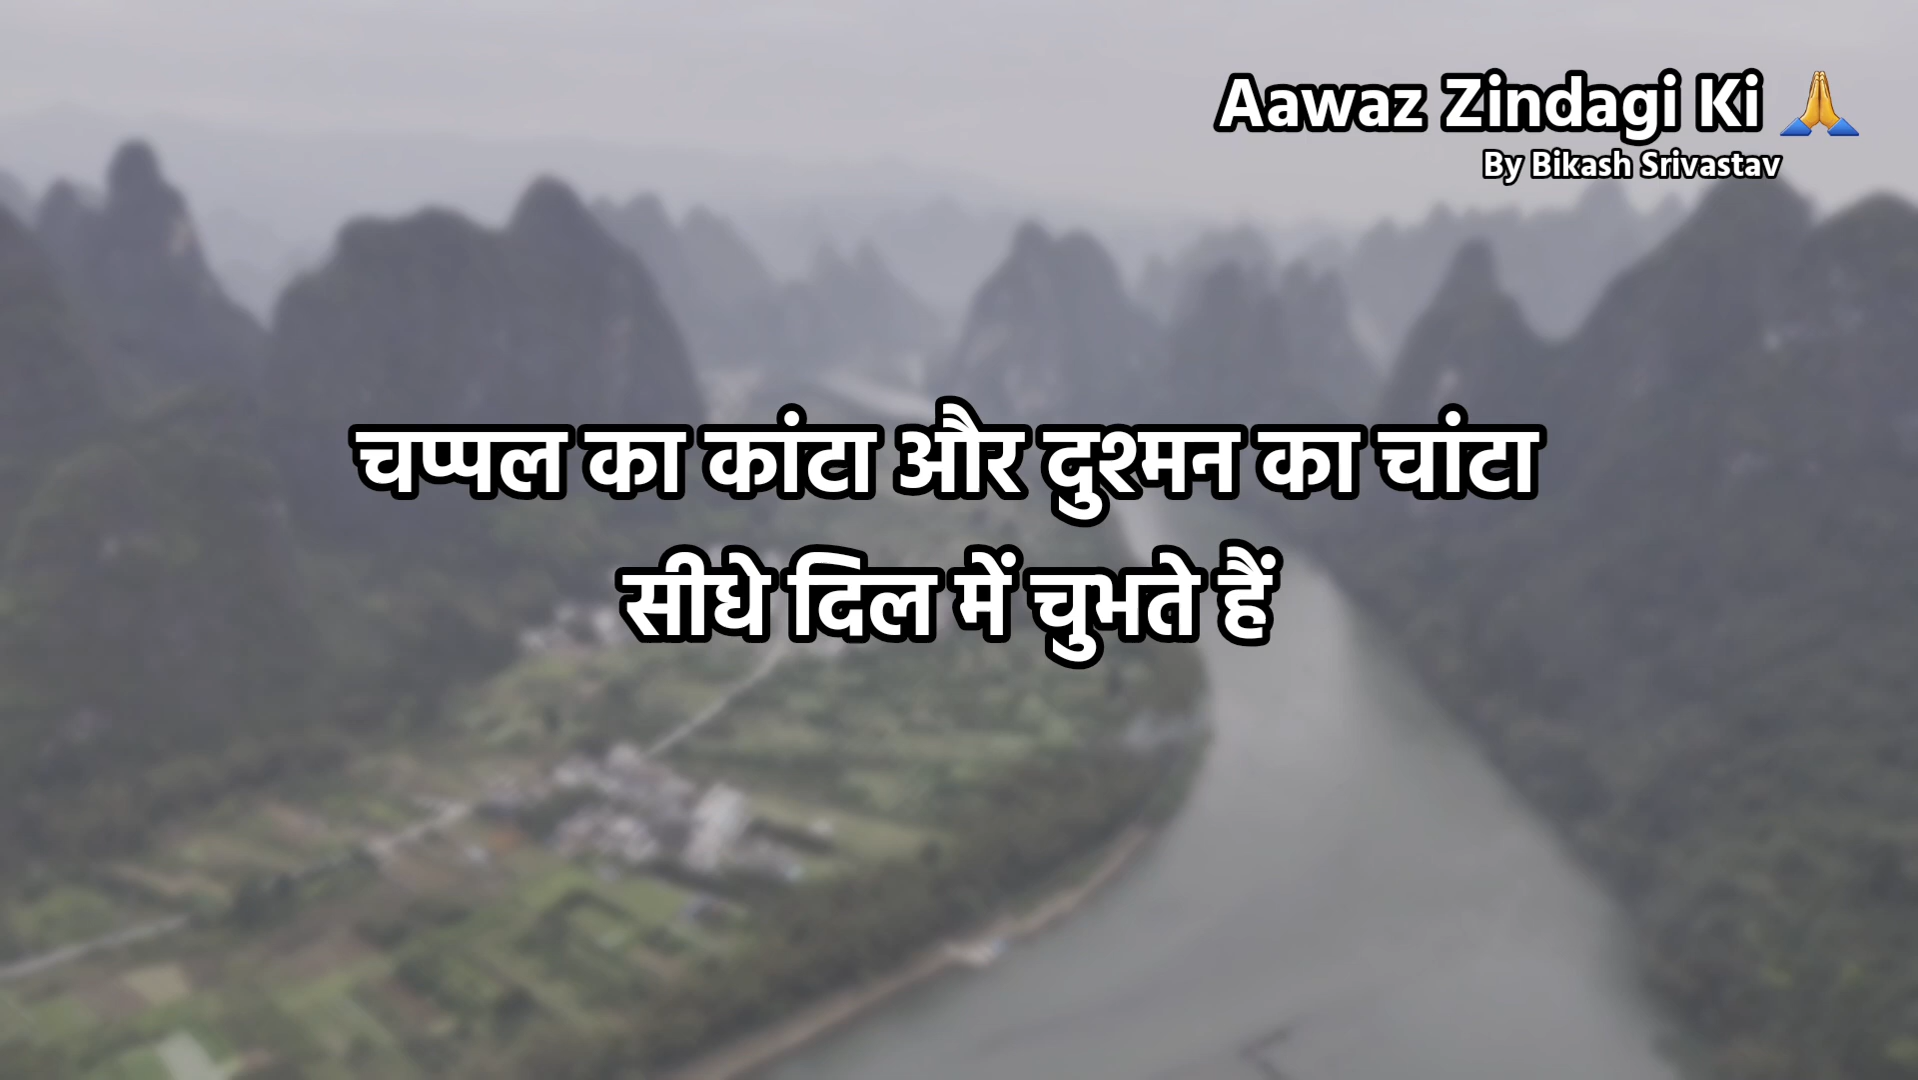 Aawaz Zindagi Ki 🙏
By Bikash Srivastav
चप्पल का कांटा और दुश्मन का चांटा
सीधे दिल में चुभते हैं